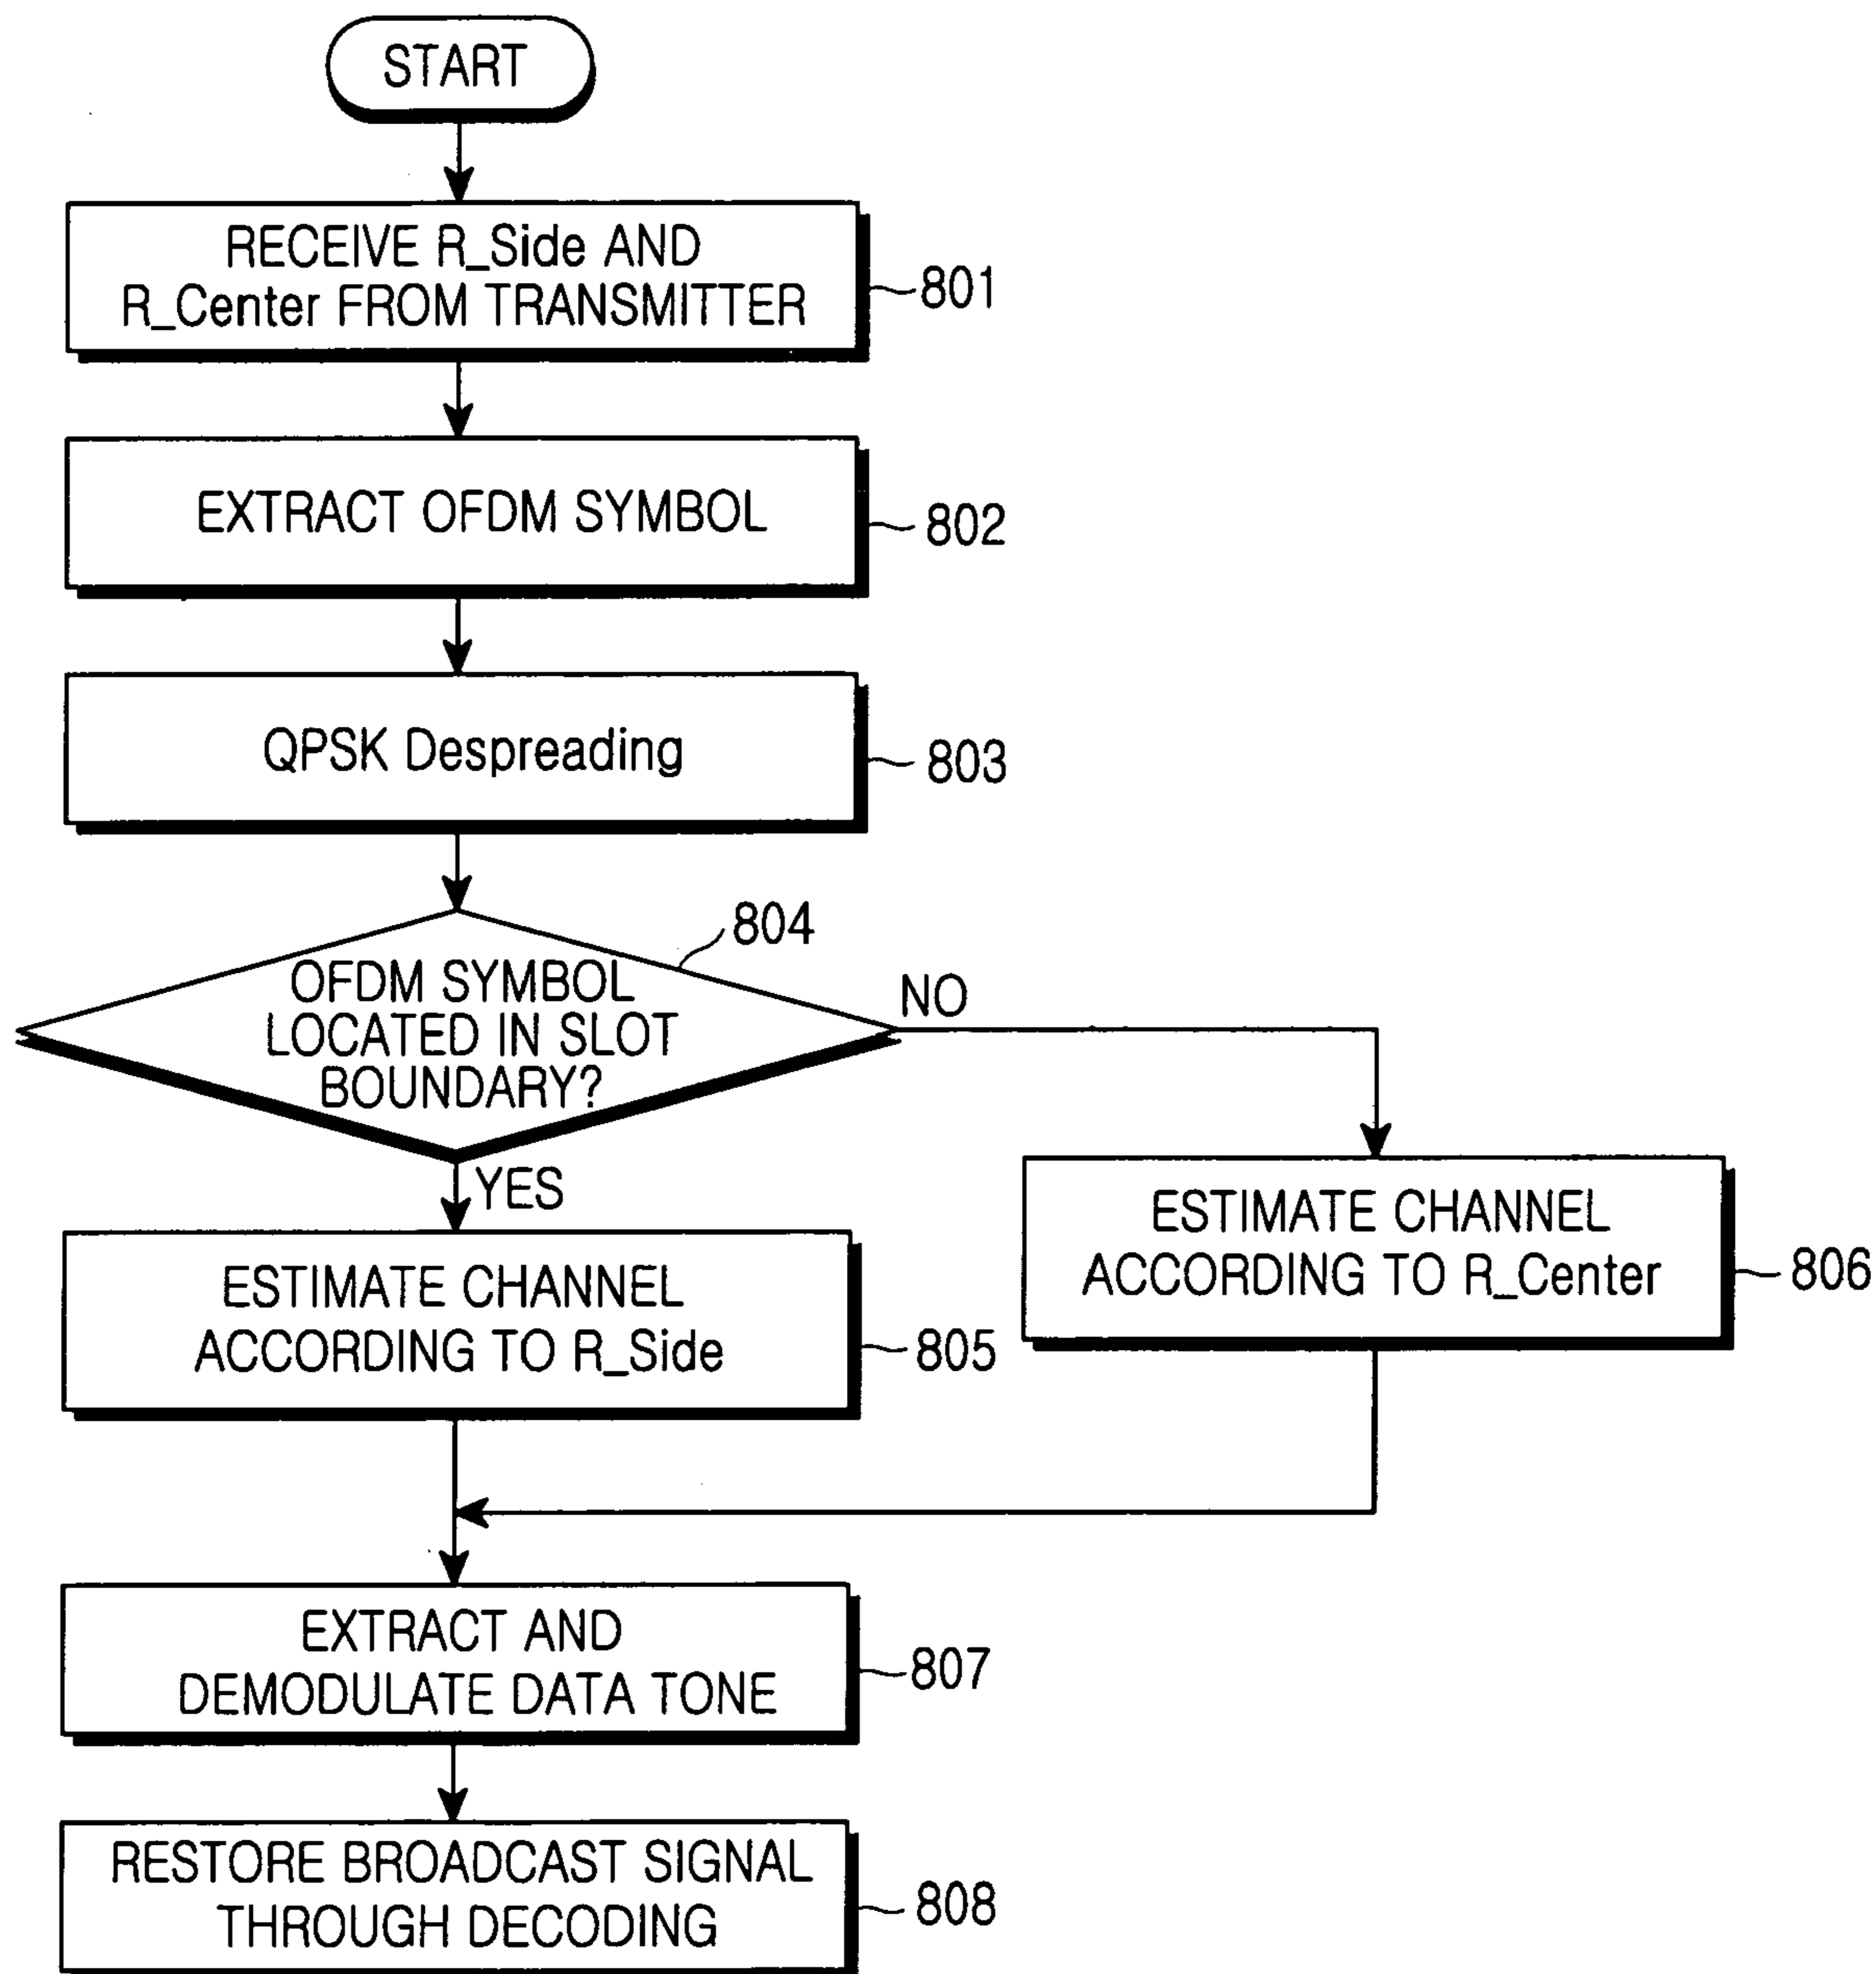 START
RECEIVE R_Side AND
R_Center FROM TRANSMITTER
801
EXTRACT OFDM SYMBOL
802
QPSK Despreading
803
804
OFDM SYMBOL
LOCATED IN SLOT
BOUNDARY?
NO
YES
ESTIMATE CHANNEL
ACCORDING TO R_Center
806
ESTIMATE CHANNEL
ACCORDING TO R_Side
805
EXTRACT AND
DEMODULATE DATA TONE
807
RESTORE BROADCAST SIGNAL
THROUGH DECODING
808